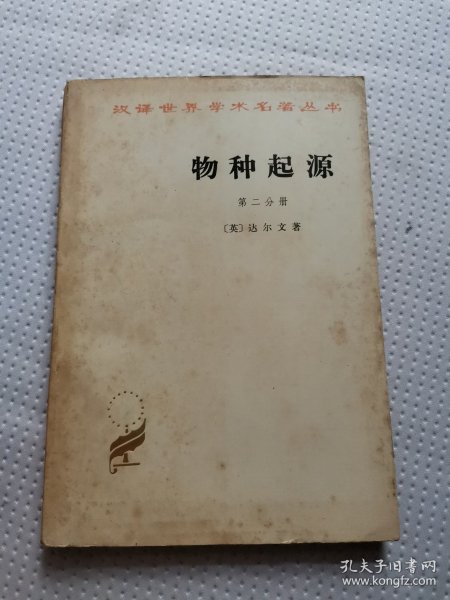 汉译世界学术名著丛书
物种起源
第二分册
〔英〕达尔文著
孔夫子旧书网
www.kongfz.com